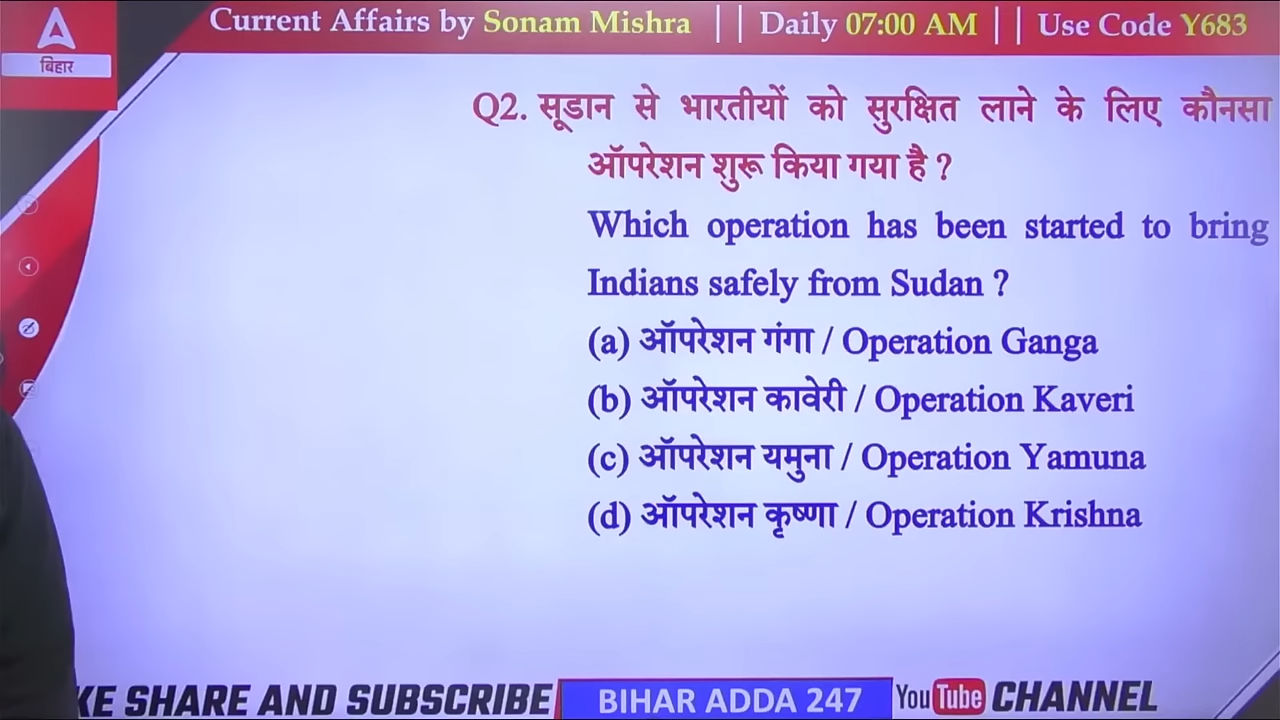 Current Affairs by Sonam Mishra || Daily 07:00 AM || Use Code Y683
बिहार
Q2. सूडान से भारतीयों को सुरक्षित लाने के लिए कौनसा
ऑपरेशन शुरू किया गया है ?
Which operation has been started to bring
Indians safely from Sudan ?
(a) ऑपरेशन गंगा / Operation Ganga
(b) ऑपरेशन कावेरी / Operation Kaveri
(c) ऑपरेशन यमुना / Operation Yamuna
(d) ऑपरेशन कृष्णा / Operation Krishna
KE SHARE AND SUBSCRIBE BIHAR ADDA 247 YouTube CHANNEL